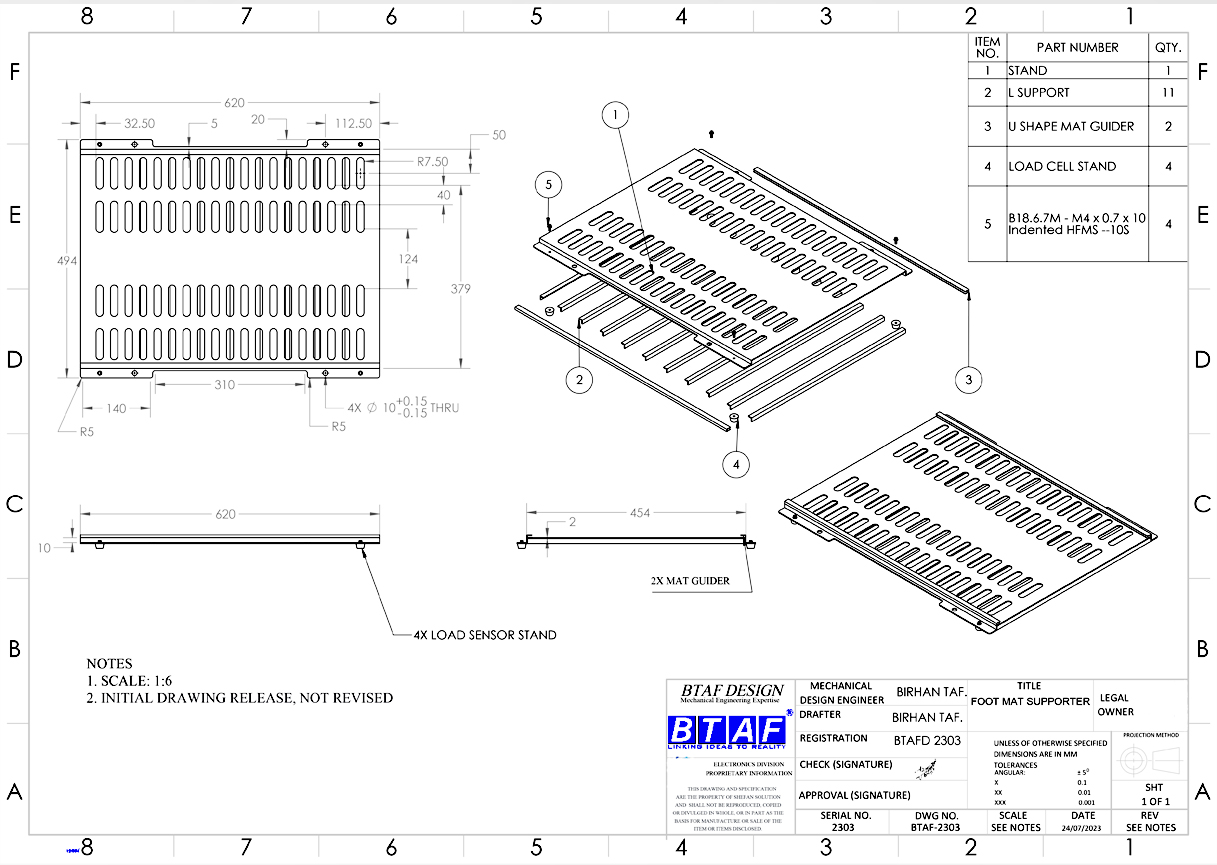 8 7 6 5 4 3 2 1
F
E
D
C
B
A
F
E
D
C
B
A
ITEM NO. PART NUMBER QTY.
1 STAND 1
2 L SUPPORT 11
3 U SHAPE MAT GUIDER 2
4 LOAD CELL STAND 4
5 B18.6.7M - M4 x 0.7 x 10 Indented HFMS --10S 4
620
32.50 5 20 112.50
50
R7.50
40
494
124
379
310
140
R5
R5
4X Ø 10 +0.15 -0.15 THRU
1
5
2
3
4
620
10
4X LOAD SENSOR STAND
454
2
2X MAT GUIDER
NOTES
1. SCALE: 1:6
2. INITIAL DRAWING RELEASE, NOT REVISED
BTAF DESIGN
Mechanical Engineering Expertise
BTAF®
LINKING IDEAS TO REALITY
ELECTRONICS DIVISION
PROPRIETARY INFORMATION
THIS DRAWING AND SPECIFICATION
ARE THE PROPERTY OF SHEFAN SOLUTION
AND SHALL NOT BE REPRODUCED, COPIED
OR DIVULGED IN WHOLE, OR IN PART AS THE
BASIS FOR MANUFACTURE OR SALE OF THE
ITEM OR ITEMS DISCLOSED.
MECHANICAL DESIGN ENGINEER BIRHAN TAF.
DRAFTER BIRHAN TAF.
REGISTRATION BTAFD 2303
CHECK (SIGNATURE)
APPROVAL (SIGNATURE)
TITLE
FOOT MAT SUPPORTER
LEGAL OWNER
UNLESS OF OTHERWISE SPECIFIED
DIMENSIONS ARE IN MM
TOLERANCES
ANGULAR: ± 5⁰
X 0.1
XX 0.01
XXX 0.001
PROJECTION METHOD
SHT
1 OF 1
SERIAL NO.
2303
DWG NO.
BTAF-2303
SCALE
SEE NOTES
DATE
24/07/2023
REV
SEE NOTES
8 7 6 5 4 3 2 1